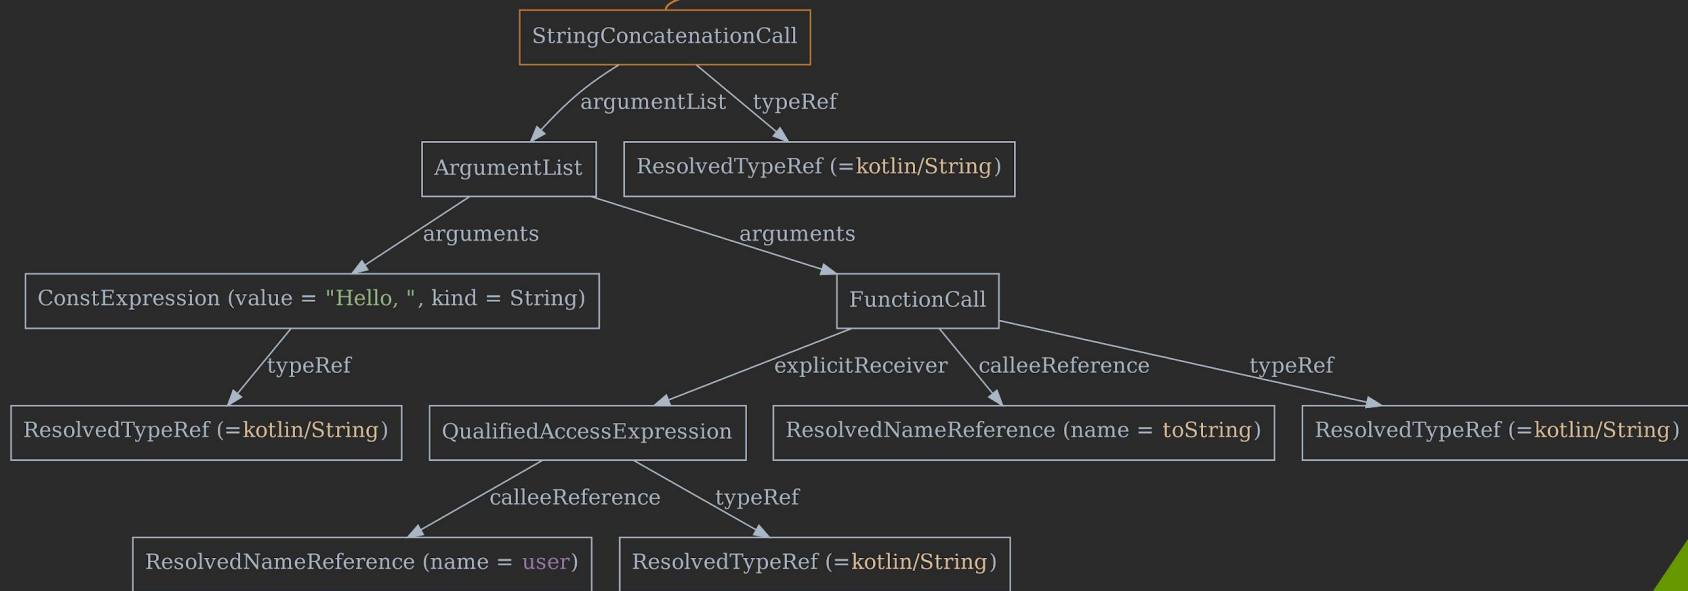 StringConcatenationCall
argumentList
typeRef
ArgumentList
ResolvedTypeRef (=kotlin/String)
arguments
arguments
ConstExpression (value = "Hello, ", kind = String)
FunctionCall
typeRef
explicitReceiver
calleeReference
typeRef
ResolvedTypeRef (=kotlin/String)
QualifiedAccessExpression
ResolvedNameReference (name = toString)
ResolvedTypeRef (=kotlin/String)
calleeReference
typeRef
ResolvedNameReference (name = user)
ResolvedTypeRef (=kotlin/String)